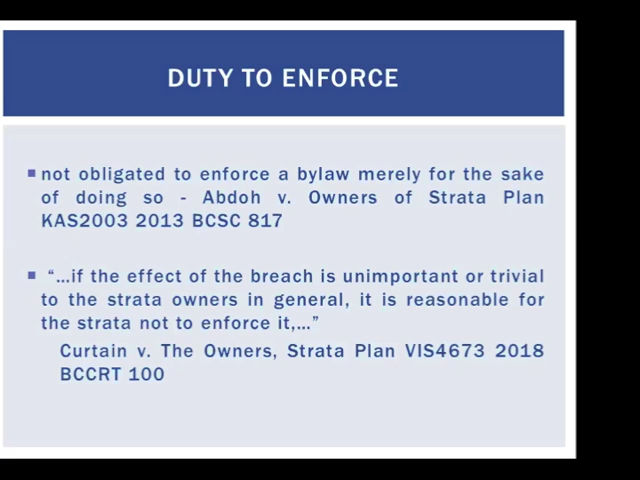 DUTY TO ENFORCE
not obligated to enforce a bylaw merely for the sake
of doing so - Abdoh v. Owners of Strata Plan
KAS2003 2013 BCSC 817
“…if the effect of the breach is unimportant or trivial
to the strata owners in general, it is reasonable for
the strata not to enforce it,…”
Curtain v. The Owners, Strata Plan VIS4673 2018
BCCRT 100